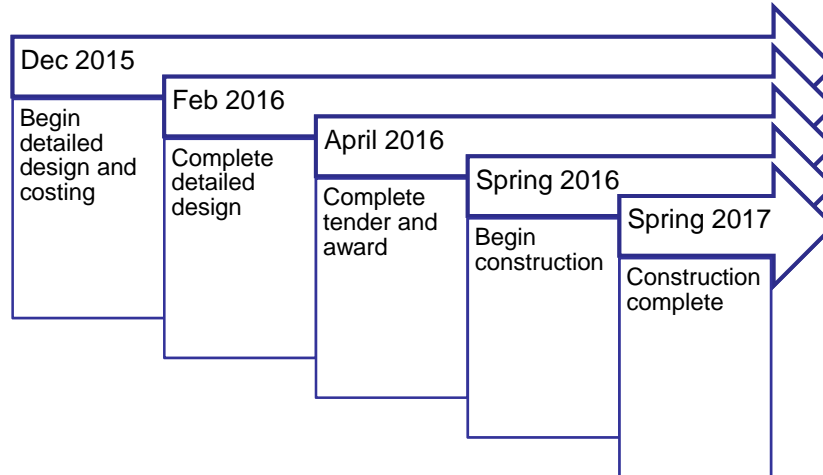 Dec 2015
Begin
detailed
design and
costing
Feb 2016
Complete
detailed
design
April 2016
Complete
tender and
award
Spring 2016
Begin
construction
Spring 2017
Construction
complete